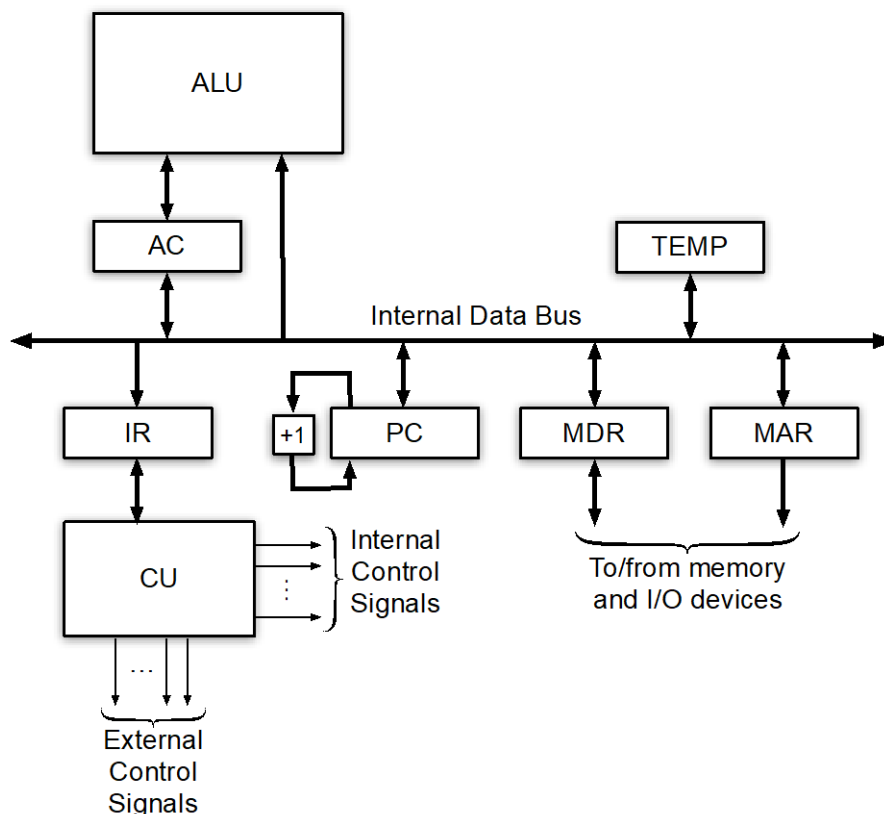 ALU
AC
TEMP
Internal Data Bus
IR
+1
PC
MDR
MAR
CU
...
Internal
Control
Signals
To/from memory
and I/O devices
...
External
Control
Signals